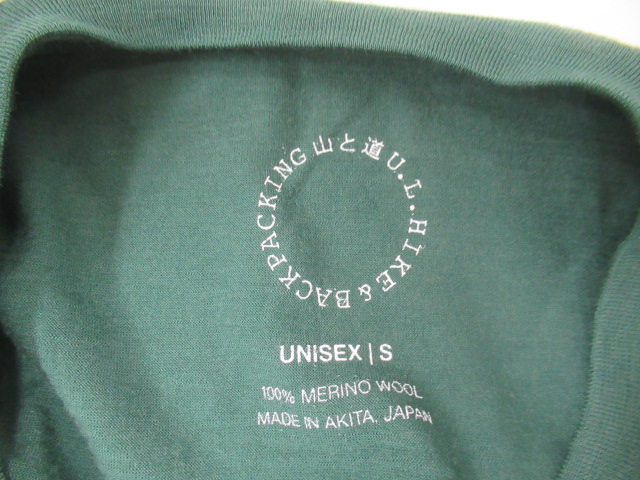 山と道 U.L. HIKE & BACKPACKING
UNISEX | S
100% MERINO WOOL
MADE IN AKITA, JAPAN